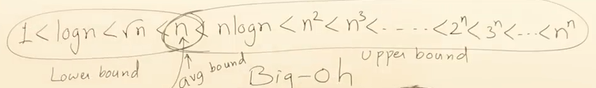 1 < logn < √n < n < nlogn < n² < n³ < ----- < 2ⁿ < 3ⁿ < --- < nⁿ
Lower bound avg bound Upper bound
Big-oh